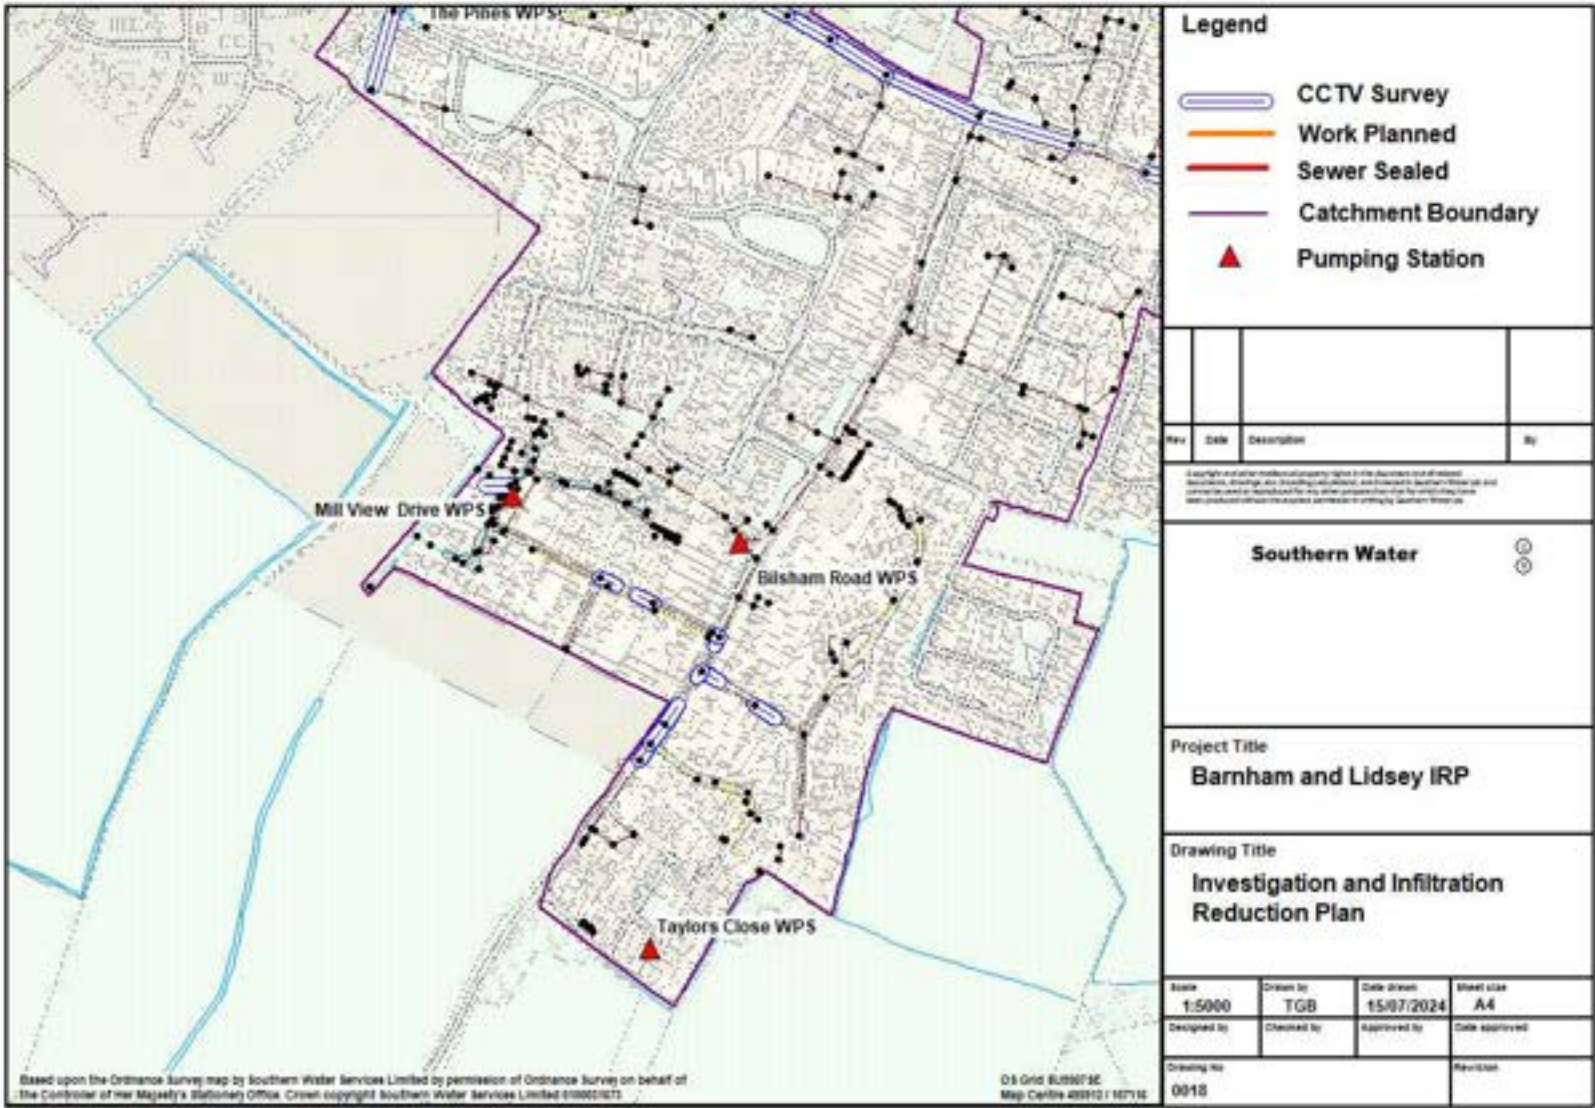 The Pines WPS
Mill View Drive WPS
Bilsham Road WPS
Taylors Close WPS
Based upon the Ordnance Survey map by Southern Water Services Limited by permission of Ordnance Survey on behalf of
the Controller of Her Majesty's Stationery Office. Crown copyright Southern Water Services Limited
OS Grid
Map Centre
Legend
CCTV Survey
Work Planned
Sewer Sealed
Catchment Boundary
Pumping Station
Rev Date Description By
Southern Water
Project Title
Barnham and Lidsey IRP
Drawing Title
Investigation and Infiltration
Reduction Plan
Scale Drawn by Date drawn Sheet size
1:5000 TGB 15/07/2024 A4
Designed by Checked by Approved by Date approved
Drawing No Revision
0018